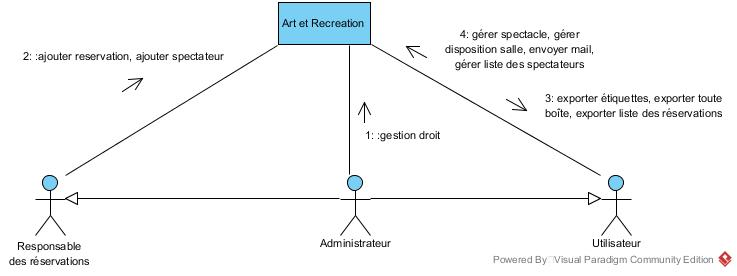 Art et Recreation
4: :gérer spectacle, gérer
disposition salle, envoyer mail,
gérer liste des spectateurs
2: :ajouter reservation, ajouter spectateur
3: :exporter étiquettes, exporter toute
boîte, exporter liste des réservations
1: :gestion droit
Responsable
des réservations
Administrateur
Utilisateur
Powered By Visual Paradigm Community Edition